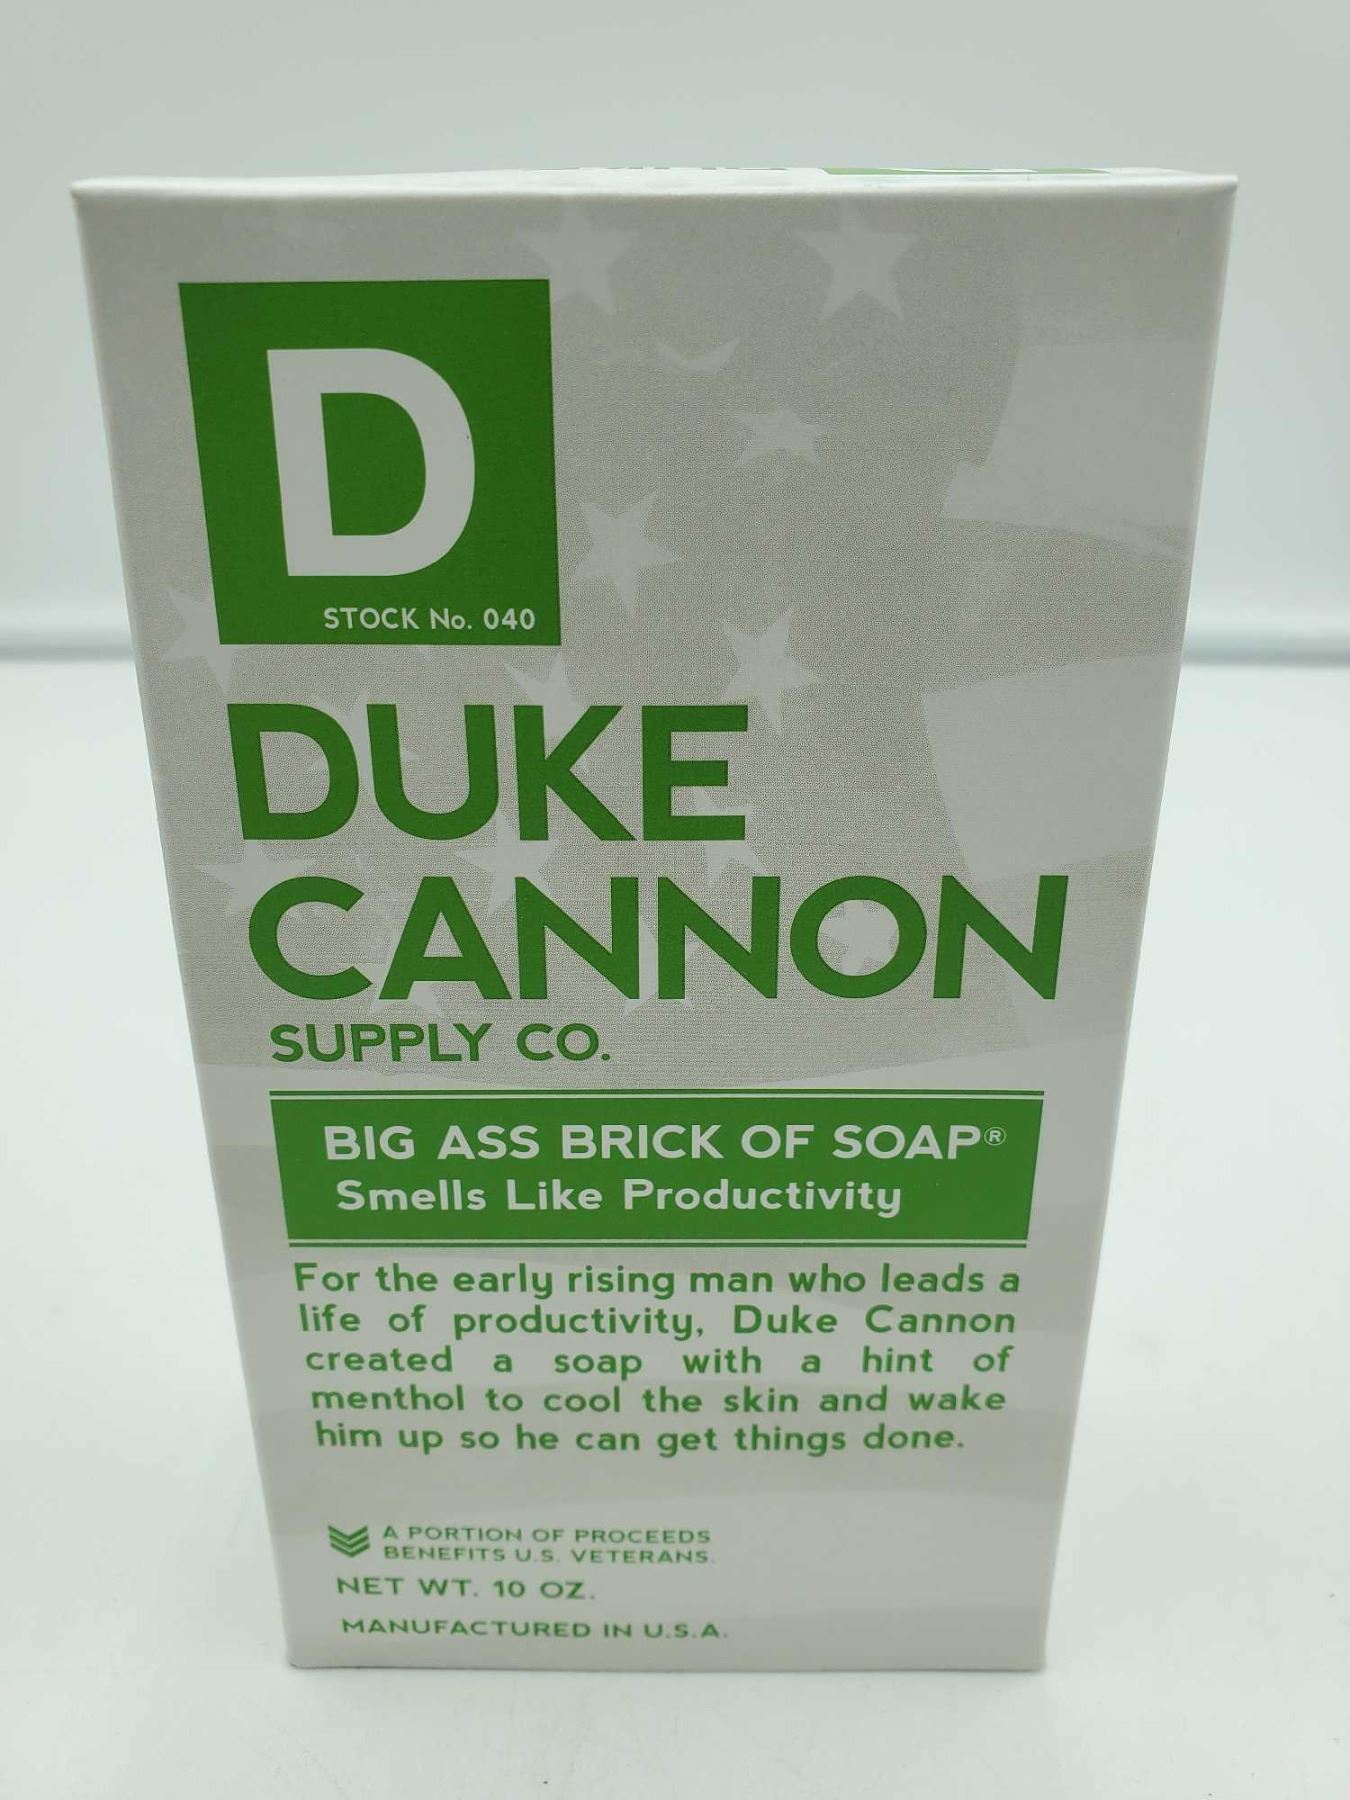 D
STOCK No. 040
DUKE
CANNON
SUPPLY CO.
BIG ASS BRICK OF SOAP®
Smells Like Productivity
For the early rising man who leads a
life of productivity, Duke Cannon
created a soap with a hint of
menthol to cool the skin and wake
him up so he can get things done.
A PORTION OF PROCEEDS
BENEFITS U.S. VETERANS.
NET WT. 10 OZ.
MANUFACTURED IN U.S.A.